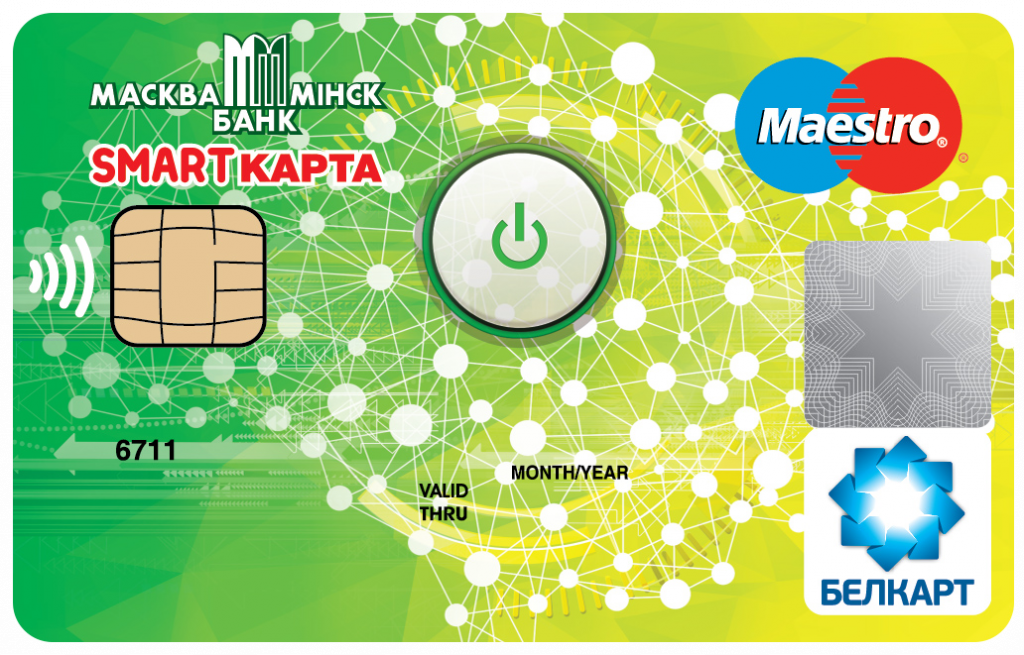 МАСКВА МІНСК
БАНК
SMART КАРТА
Maestro®
®
6711
MONTH/YEAR
VALID
THRU
БЕЛКАРТ